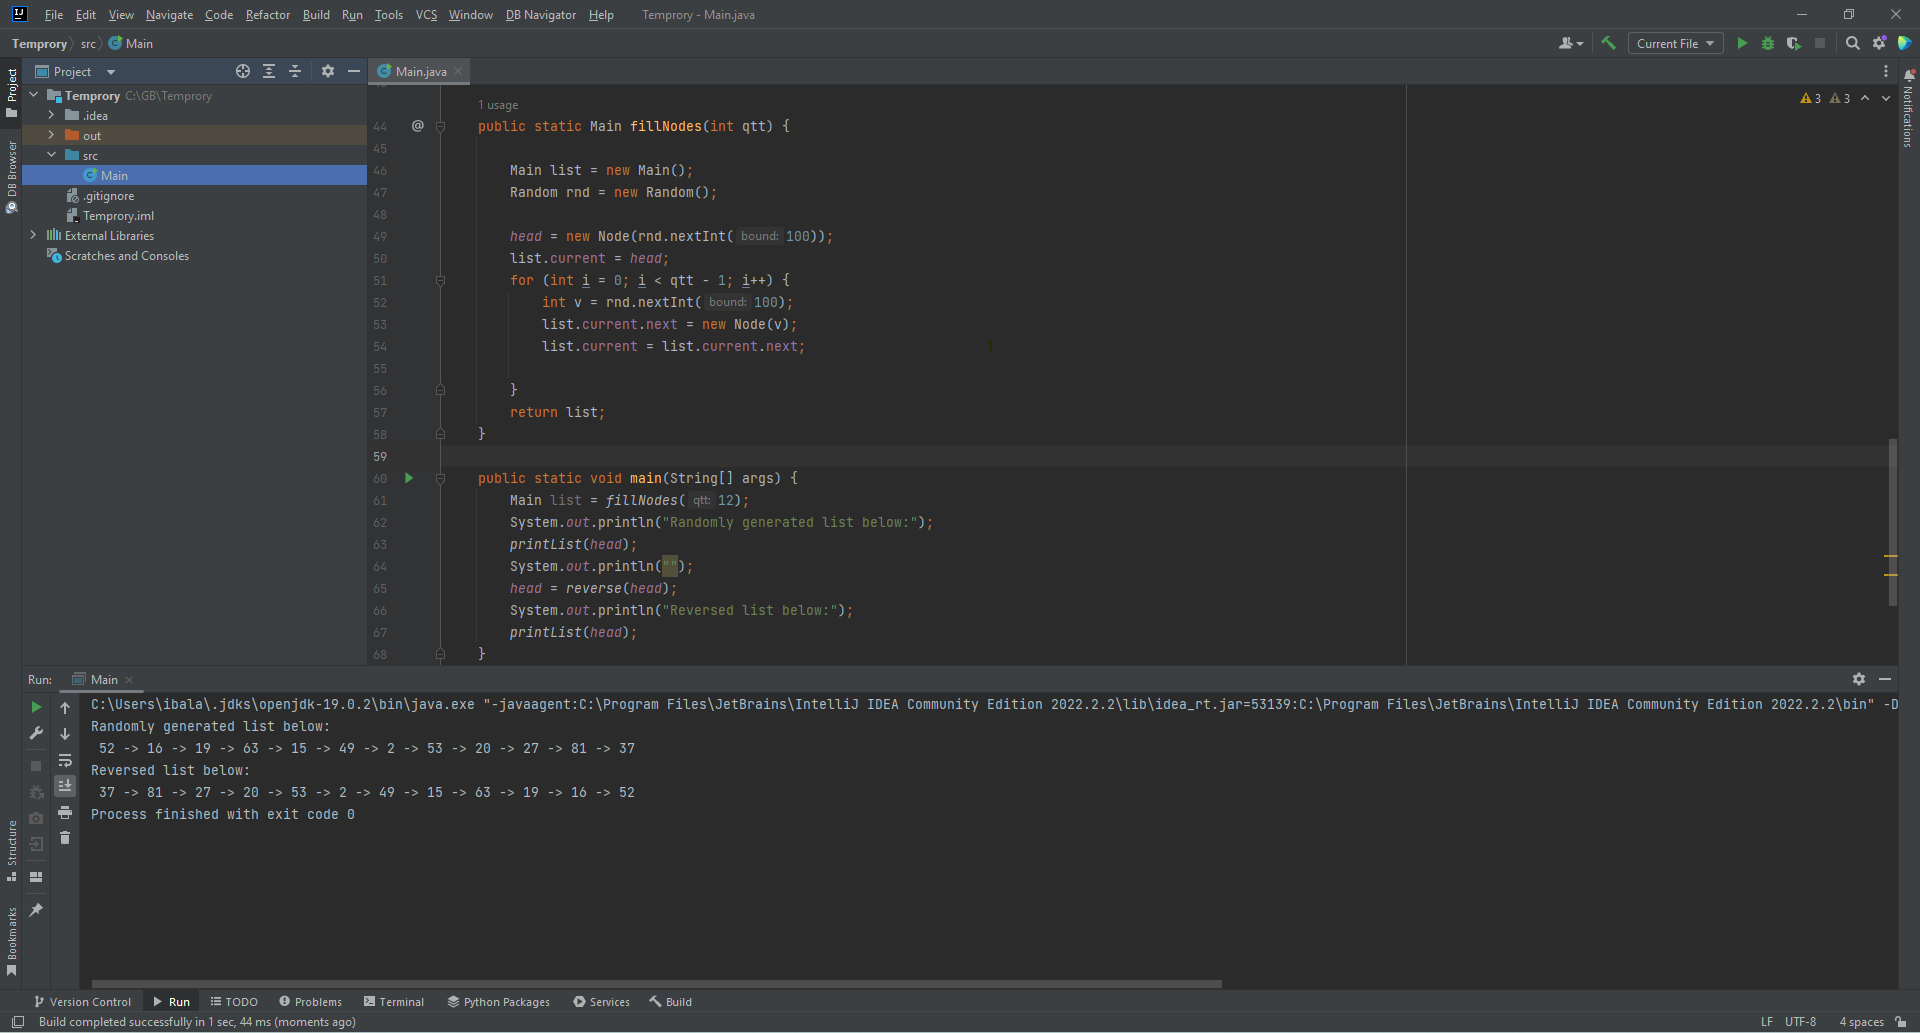 File Edit View Navigate Code Refactor Build Run Tools VCS Window DB Navigator Help Temprory - Main.java
Temprory src Main Current File
Project Main.java
Project
DB Browser
Structure
Bookmarks
Notifications
Temprory C:\GB\Temprory
.idea
out
src
Main
.gitignore
Temprory.iml
External Libraries
Scratches and Consoles
3 3
1 usage
44 @ public static Main fillNodes(int qtt) {
45
46 Main list = new Main();
47 Random rnd = new Random();
48
49 head = new Node(rnd.nextInt( bound: 100));
50 list.current = head;
51 for (int i = 0; i < qtt - 1; i++) {
52 int v = rnd.nextInt( bound: 100);
53 list.current.next = new Node(v);
54 list.current = list.current.next;
55
56 }
57 return list;
58 }
59
60 public static void main(String[] args) {
61 Main list = fillNodes( qtt: 12);
62 System.out.println("Randomly generated list below:");
63 printList(head);
64 System.out.println("");
65 head = reverse(head);
66 System.out.println("Reversed list below:");
67 printList(head);
68 }
Run: Main
C:\Users\ibala\.jdks\openjdk-19.0.2\bin\java.exe "-javaagent:C:\Program Files\JetBrains\IntelliJ IDEA Community Edition 2022.2.2\lib\idea_rt.jar=53139:C:\Program Files\JetBrains\IntelliJ IDEA Community Edition 2022.2.2\bin" -D
Randomly generated list below:
52 -> 16 -> 19 -> 63 -> 15 -> 49 -> 2 -> 53 -> 20 -> 27 -> 81 -> 37
Reversed list below:
37 -> 81 -> 27 -> 20 -> 53 -> 2 -> 49 -> 15 -> 63 -> 19 -> 16 -> 52
Process finished with exit code 0
Version Control Run TODO Problems Terminal Python Packages Services Build
Build completed successfully in 1 sec, 44 ms (moments ago) LF UTF-8 4 spaces